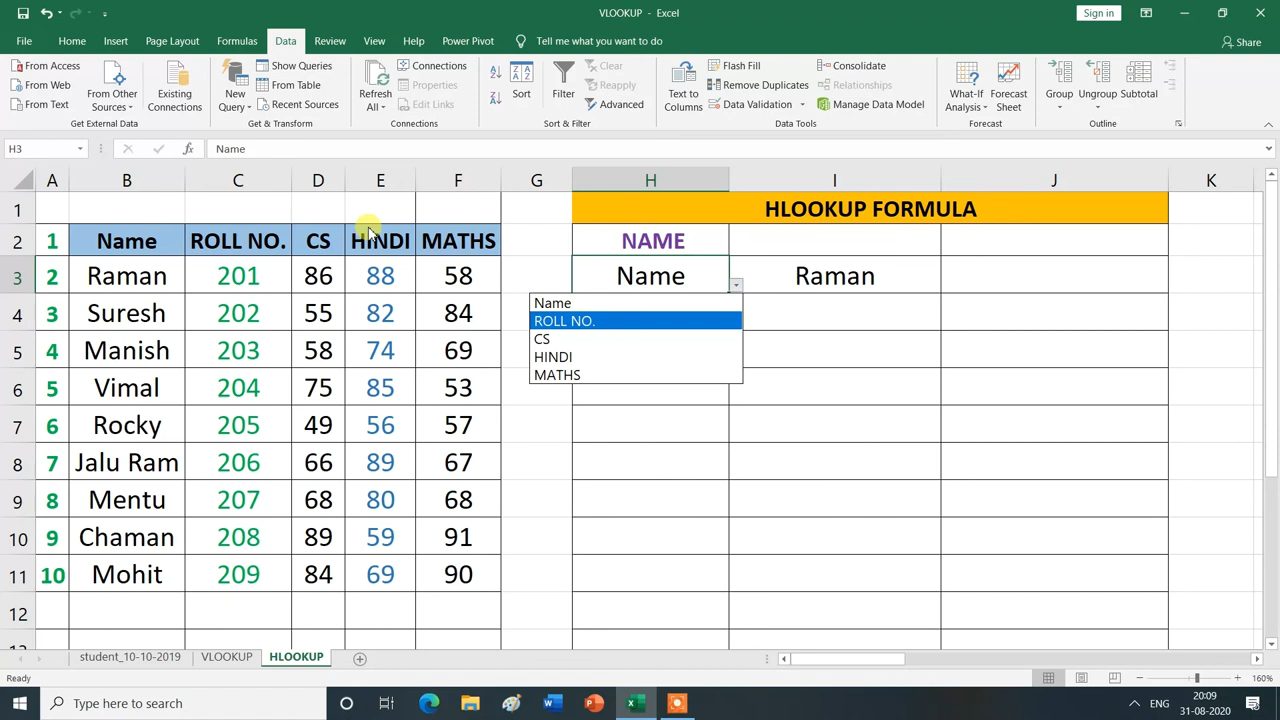 VLOOKUP - Excel
Sign in
File Home Insert Page Layout Formulas Data Review View Help Power Pivot Tell me what you want to do Share
From Access
From Web
From Text
From Other Sources
Existing Connections
Get External Data
New Query
Show Queries
From Table
Recent Sources
Get & Transform
Refresh All
Connections
Properties
Edit Links
Connections
Sort
Filter
Clear
Reapply
Advanced
Sort & Filter
Text to Columns
Flash Fill
Remove Duplicates
Data Validation
Consolidate
Relationships
Manage Data Model
Data Tools
What-If Analysis
Forecast Sheet
Forecast
Group
Ungroup
Subtotal
Outline
H3 fx Name
A B C D E F G H I J K
1 HLOOKUP FORMULA
2 1 Name ROLL NO. CS HINDI MATHS NAME
3 2 Raman 201 86 88 58 Name Raman
4 3 Suresh 202 55 82 84
5 4 Manish 203 58 74 69
6 5 Vimal 204 75 85 53
7 6 Rocky 205 49 56 57
8 7 Jalu Ram 206 66 89 67
9 8 Mentu 207 68 80 68
10 9 Chaman 208 89 59 91
11 10 Mohit 209 84 69 90
12
13
Name
ROLL NO.
CS
HINDI
MATHS
student_10-10-2019 VLOOKUP HLOOKUP
Ready 160%
Type here to search
ENG
20:09
31-08-2020